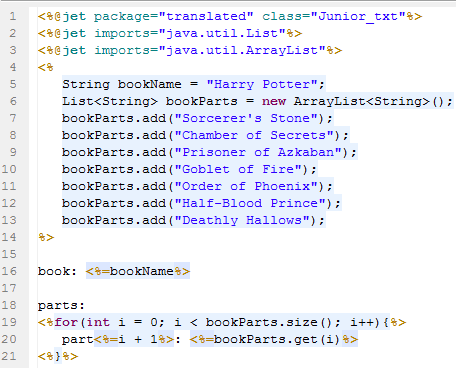 1 <%@jet package="translated" class="Junior_txt"%>
2 <%@jet imports="java.util.List"%>
3 <%@jet imports="java.util.ArrayList"%>
4 <%
5    String bookName = "Harry Potter";
6    List<String> bookParts = new ArrayList<String>();
7    bookParts.add("Sorcerer's Stone");
8    bookParts.add("Chamber of Secrets");
9    bookParts.add("Prisoner of Azkaban");
10    bookParts.add("Goblet of Fire");
11    bookParts.add("Order of Phoenix");
12    bookParts.add("Half-Blood Prince");
13    bookParts.add("Deathly Hallows");
14 %>
15
16 book: <%=bookName%>
17
18 parts:
19 <%for(int i = 0; i < bookParts.size(); i++){%>
20    part<%=i + 1%>: <%=bookParts.get(i)%>
21 <%}%>